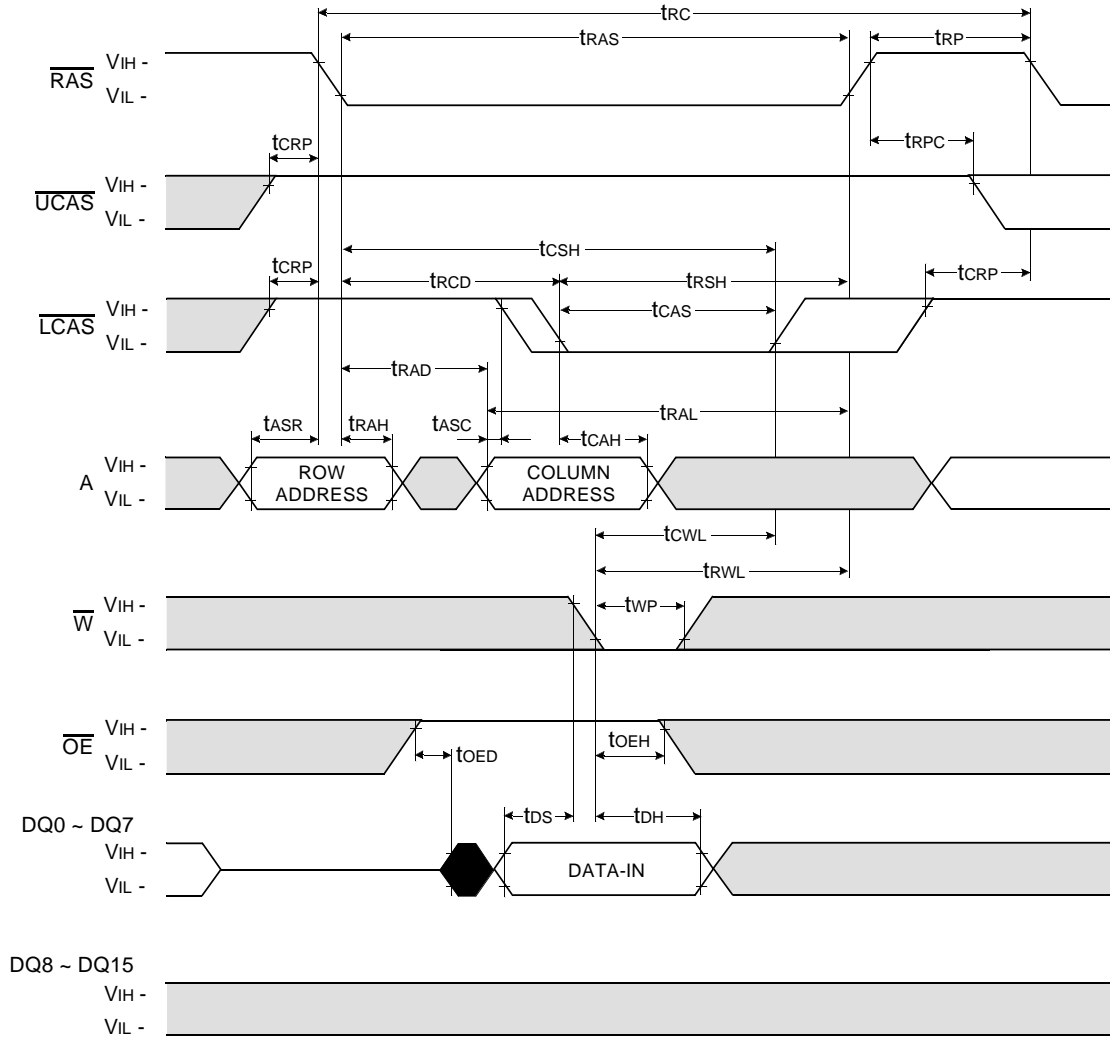 tRC
tRAS
tRP
RAS
VIH -
VIL -
tCRP
tRPC
UCAS
VIH -
VIL -
tCSH
tCRP
tRCD
tRSH
tCRP
LCAS
VIH -
VIL -
tCAS
tRAD
tRAL
tASR
tRAH
tASC
tCAH
A
VIH -
VIL -
ROW
ADDRESS
COLUMN
ADDRESS
tCWL
tRWL
W
VIH -
VIL -
tWP
OE
VIH -
VIL -
tOED
tOEH
tDS
tDH
DQ0 ~ DQ7
VIH -
VIL -
DATA-IN
DQ8 ~ DQ15
VIH -
VIL -